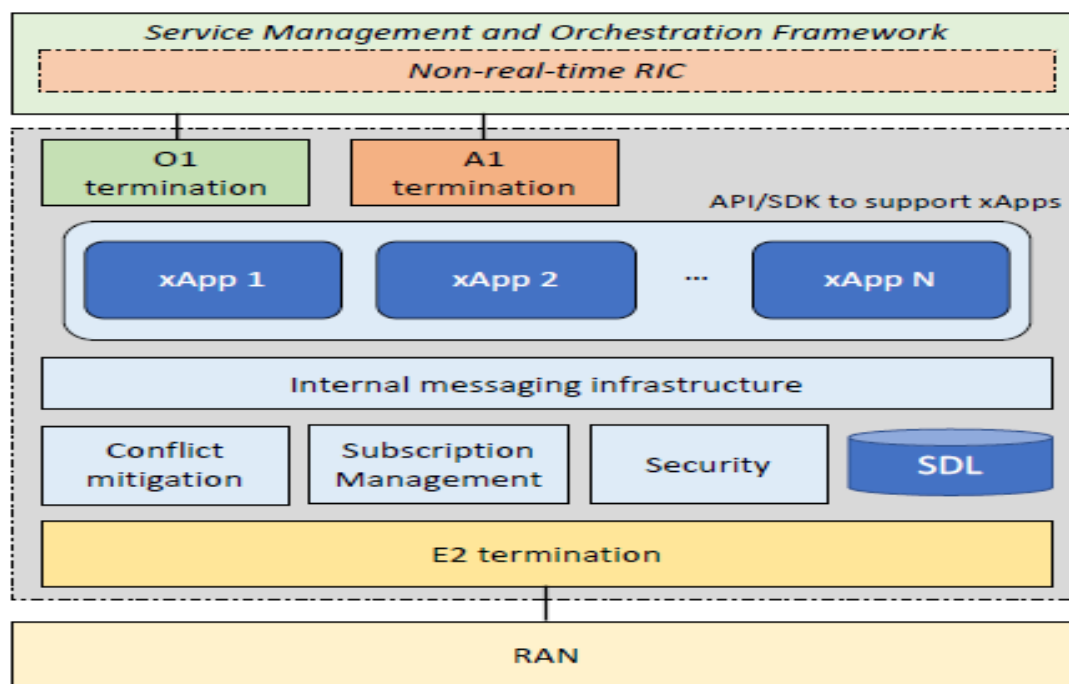 Service Management and Orchestration Framework
Non-real-time RIC
O1
termination
A1
termination
API/SDK to support xApps
xApp 1
xApp 2
...
xApp N
Internal messaging infrastructure
Conflict
mitigation
Subscription
Management
Security
SDL
E2 termination
RAN